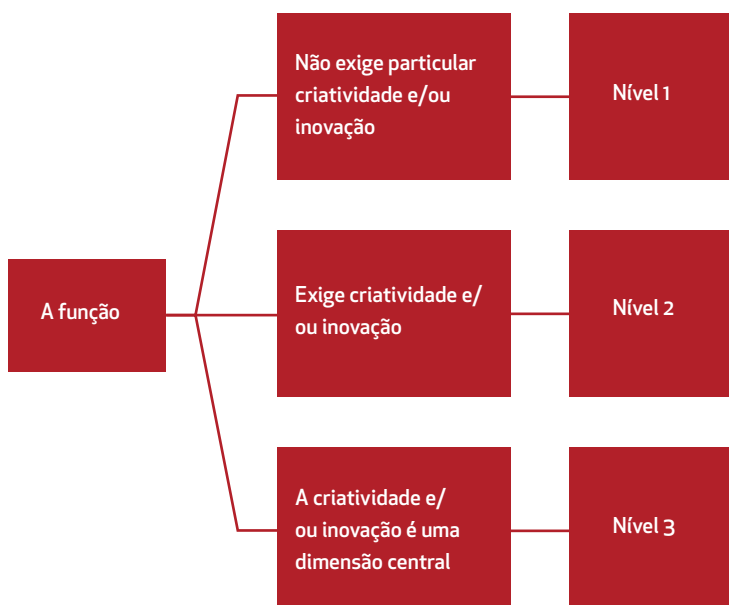 Não exige particular
criatividade e/ou
inovação
Nível 1
A função
Exige criatividade e/
ou inovação
Nível 2
A criatividade e/
ou inovação é uma
dimensão central
Nível 3